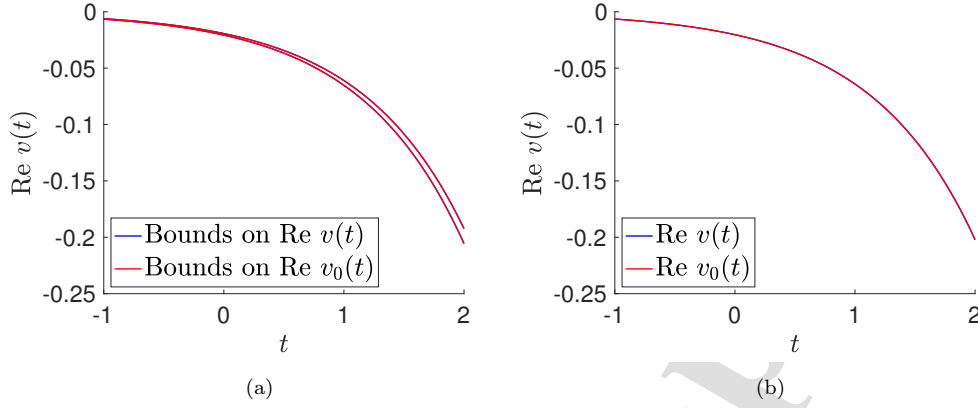 0
-0.05
-0.1
-0.15
-0.2
-0.25
Re v(t)
Bounds on Re v(t)
Bounds on Re v₀(t)
-1 0 1 2
t
(a)
0
-0.05
-0.1
-0.15
-0.2
-0.25
Re v(t)
Re v(t)
Re v₀(t)
-1 0 1 2
t
(b)